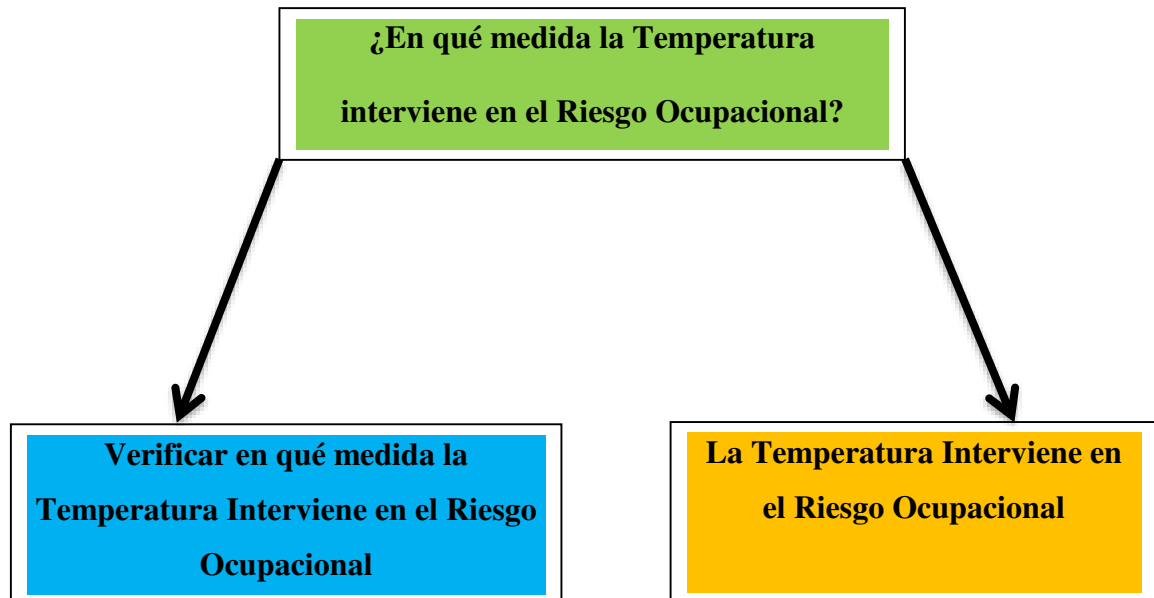 ¿En qué medida la Temperatura
interviene en el Riesgo Ocupacional?
Verificar en qué medida la
Temperatura Interviene en el Riesgo
Ocupacional
La Temperatura Interviene en
el Riesgo Ocupacional